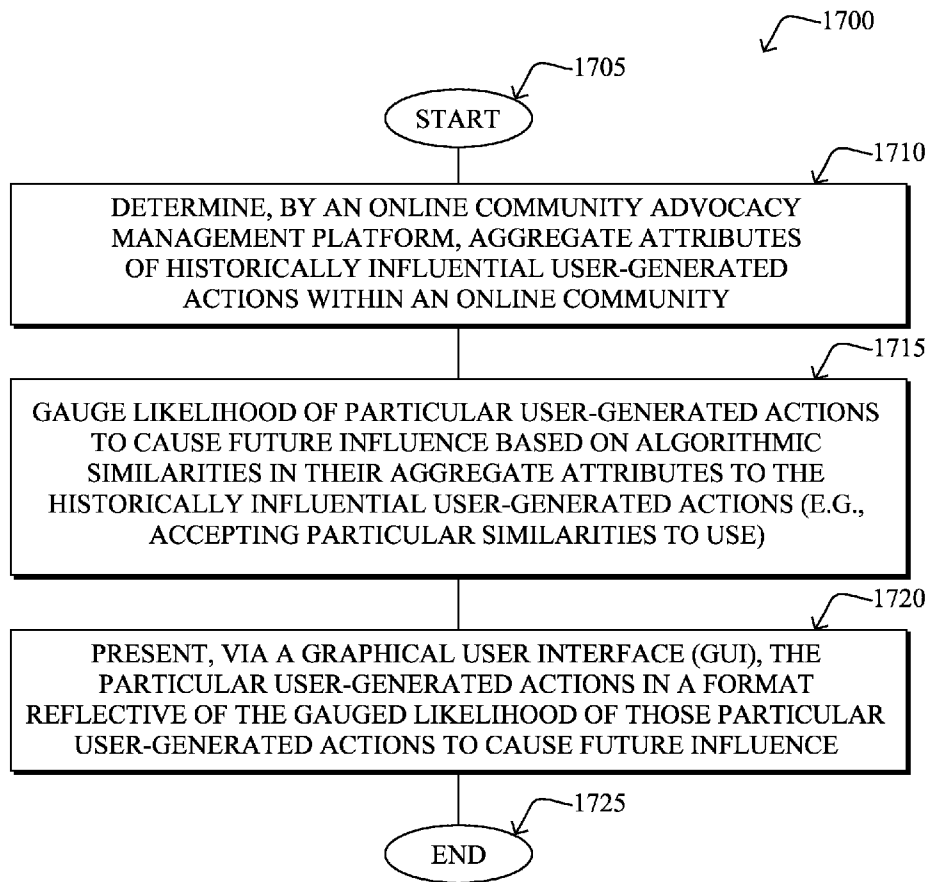 1700
1705
START
1710
DETERMINE, BY AN ONLINE COMMUNITY ADVOCACY
MANAGEMENT PLATFORM, AGGREGATE ATTRIBUTES
OF HISTORICALLY INFLUENTIAL USER-GENERATED
ACTIONS WITHIN AN ONLINE COMMUNITY
1715
GAUGE LIKELIHOOD OF PARTICULAR USER-GENERATED ACTIONS
TO CAUSE FUTURE INFLUENCE BASED ON ALGORITHMIC
SIMILARITIES IN THEIR AGGREGATE ATTRIBUTES TO THE
HISTORICALLY INFLUENTIAL USER-GENERATED ACTIONS (E.G.,
ACCEPTING PARTICULAR SIMILARITIES TO USE)
1720
PRESENT, VIA A GRAPHICAL USER INTERFACE (GUI), THE
PARTICULAR USER-GENERATED ACTIONS IN A FORMAT
REFLECTIVE OF THE GAUGED LIKELIHOOD OF THOSE PARTICULAR
USER-GENERATED ACTIONS TO CAUSE FUTURE INFLUENCE
1725
END